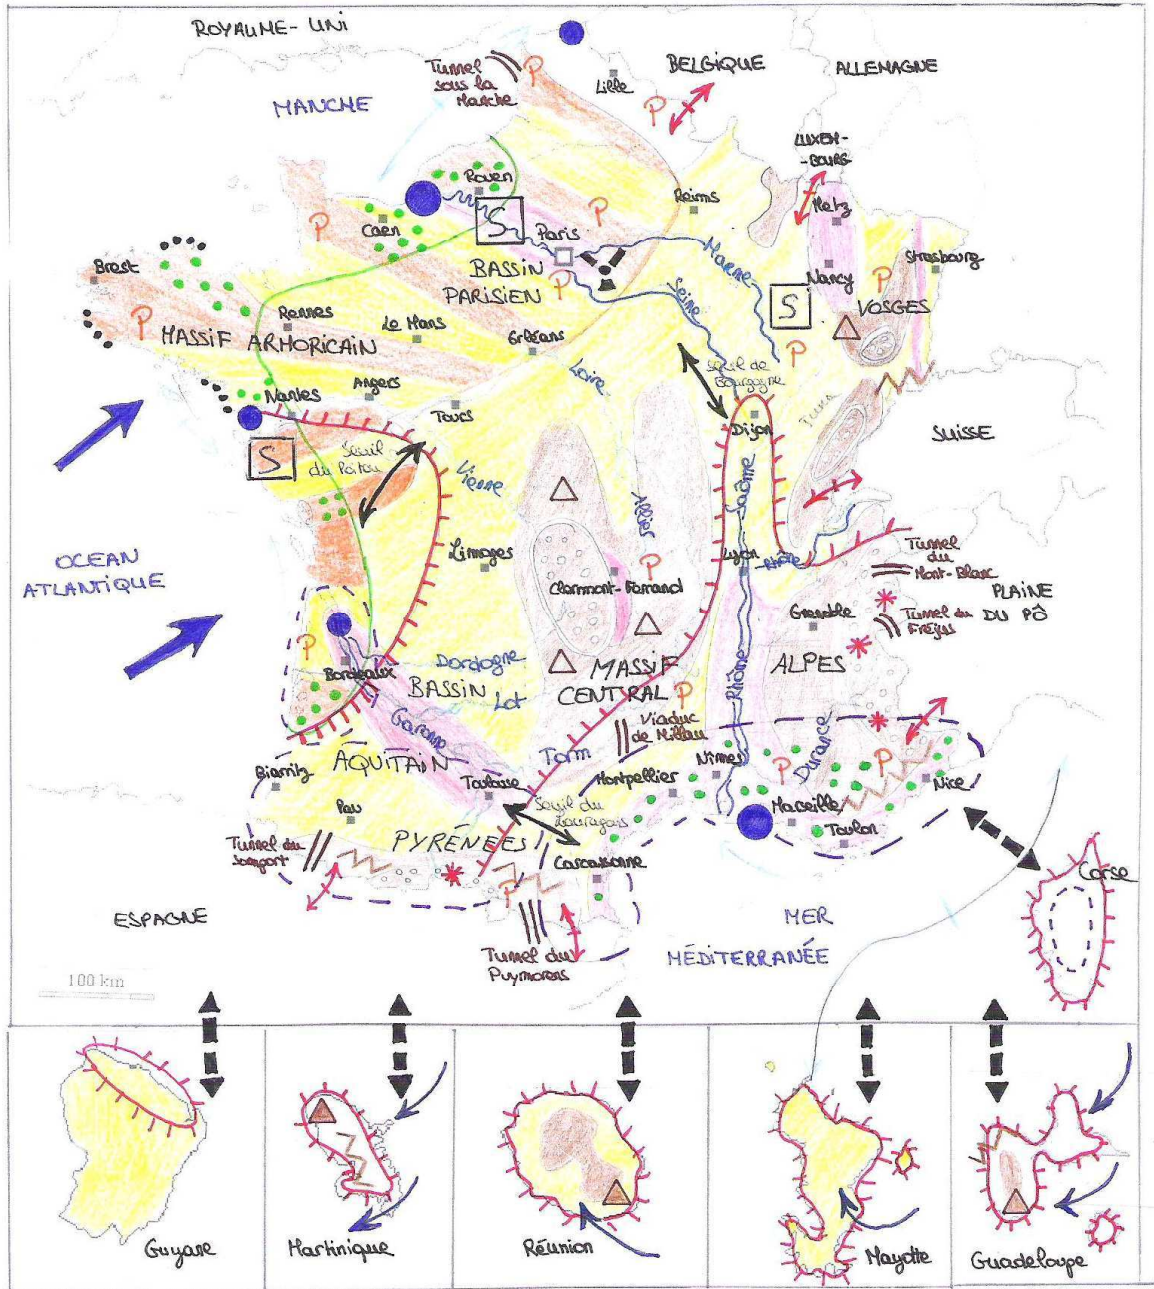 ROYAUME-UNI
Tunnel
sous la
Manche
P
Lille
BELGIQUE
ALLEMAGNE
MANCHE
P
LUXEM-
-BOURG
Rouen
Reims
Metz
P
P
S
Caen
Paris
Marne
Strasbourg
Brest
BASSIN
PARISIEN
P
Seine
Nancy
P
S
VOSGES
P
MASSIF ARMORICAIN
Rennes
Le Mans
Orléans
P
Loire
Seuil de
Bourgogne
Jura
Nantes
Angers
Tours
Dijon
SUISSE
S
Seuil
du Poitou
Vienne
Saône
Allier
OCEAN
ATLANTIQUE
Limoges
Lyon
Rhône
Tunnel
du
Mont-Blanc
P
Clermont-Ferrand
PLAINE
DU PÔ
Grenoble
Tunnel du
Fréjus
P
Bordeaux
Dordogne
BASSIN
Lot
MASSIF
CENTRAL
P
Rhône
ALPES
Garonne
Viaduc
de Millau
Durance
AQUITAIN
Tarn
Biarritz
Toulouse
Montpellier
Nîmes
P
P
Nice
Pau
Seuil du
Lauragais
Marseille
Toulon
Tunnel du
Somport
PYRÉNÉES
Carcassonne
P
Corse
ESPAGNE
MER
MÉDITERRANÉE
Tunnel du
Puymorens
100 km
Guyane
Martinique
Réunion
Mayotte
Guadeloupe